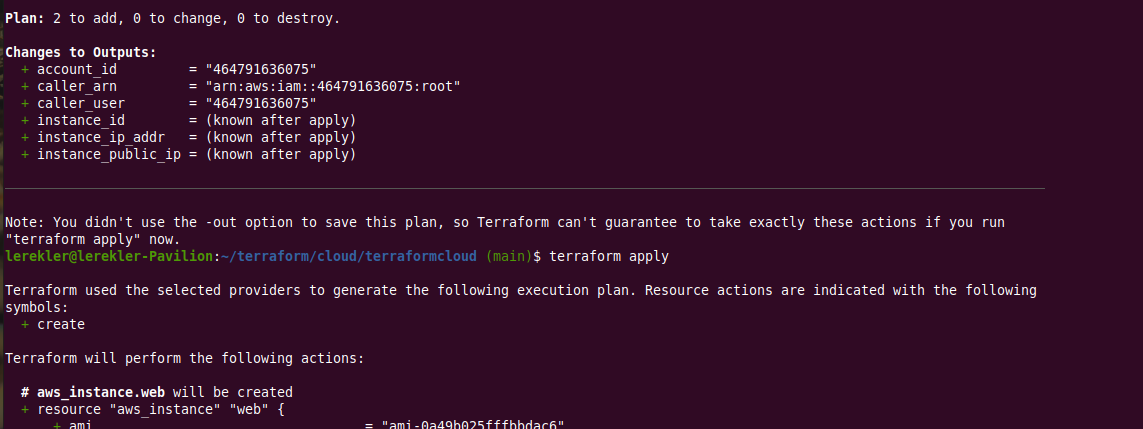 Plan: 2 to add, 0 to change, 0 to destroy.
Changes to Outputs:
  + account_id         = "464791636075"
  + caller_arn         = "arn:aws:iam::464791636075:root"
  + caller_user        = "464791636075"
  + instance_id        = (known after apply)
  + instance_ip_addr   = (known after apply)
  + instance_public_ip = (known after apply)
Note: You didn't use the -out option to save this plan, so Terraform can't guarantee to take exactly these actions if you run
"terraform apply" now.
lerekler@lerekler-Pavilion:~/terraform/cloud/terraformcloud (main)$ terraform apply
Terraform used the selected providers to generate the following execution plan. Resource actions are indicated with the following
symbols:
  + create
Terraform will perform the following actions:
  # aws_instance.web will be created
  + resource "aws_instance" "web" {
      + ami                                  = "ami-0a49b025fffbbdac6"